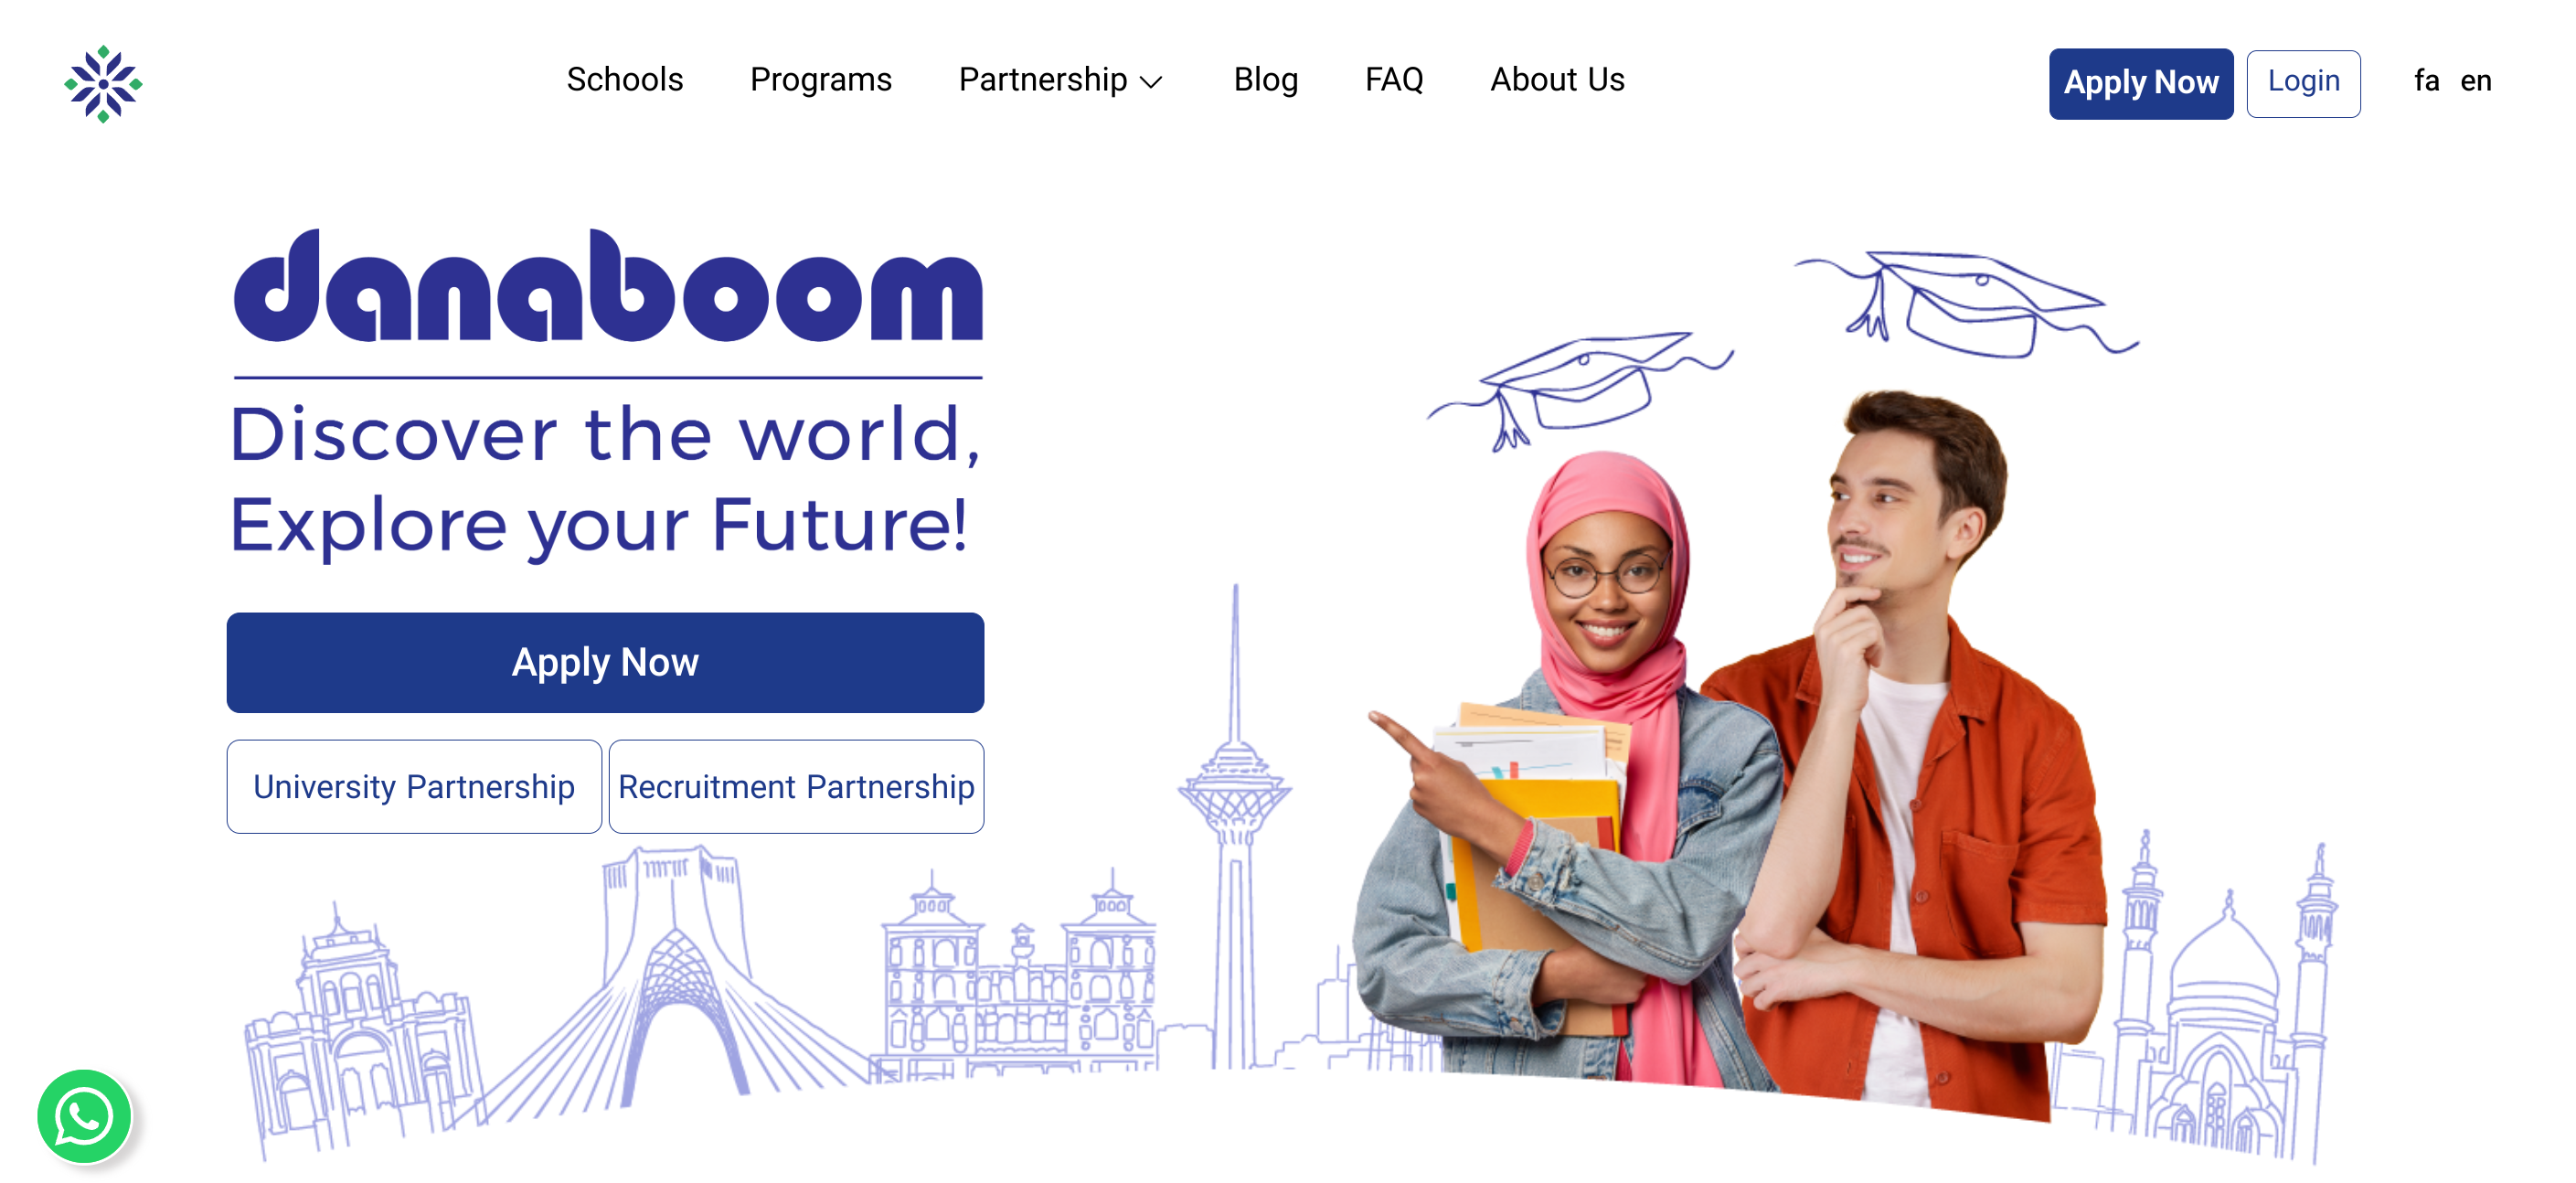 Schools Programs Partnership Blog FAQ About Us Apply Now Login fa en
danaboom
Discover the world,
Explore your Future!
Apply Now
University Partnership Recruitment Partnership